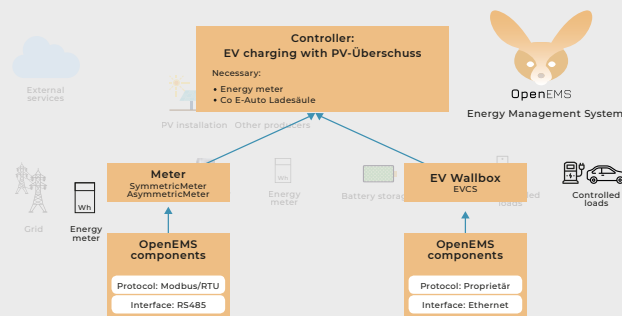 Controller:
EV charging with PV-Überschuss
Necessary:
• Energy meter
• Co E-Auto Ladesäule
OpenEMS
Energy Management System
External
services
PV installation
Other producers
Meter
SymmetricMeter
AsymmetricMeter
EV Wallbox
EVCS
Wh
Energy
meter
Wh
Energy
meter
Battery storage
loads
Controlled
loads
Grid
OpenEMS
components
Protocol: Modbus/RTU
Interface: RS485
OpenEMS
components
Protocol: Proprietär
Interface: Ethernet